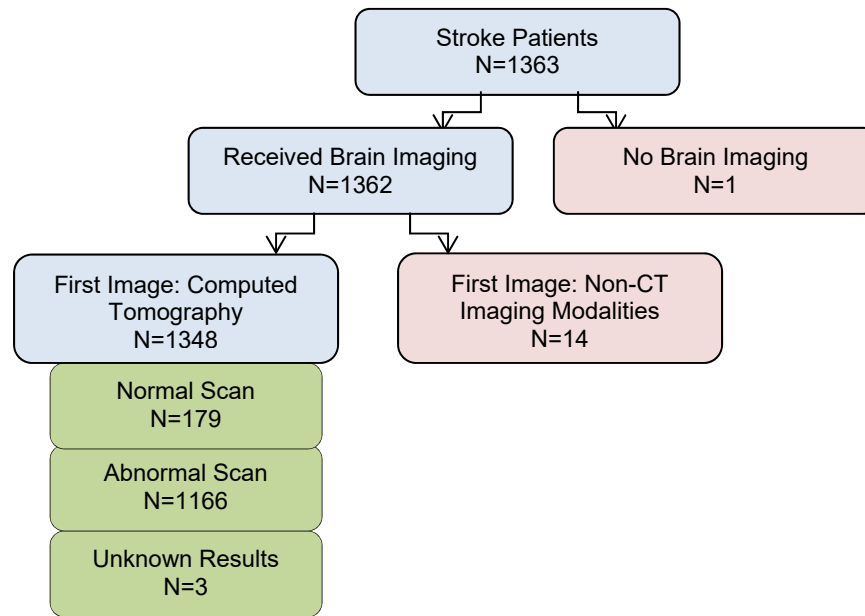 Stroke Patients
N=1363
Received Brain Imaging
N=1362
No Brain Imaging
N=1
First Image: Computed
Tomography
N=1348
First Image: Non-CT
Imaging Modalities
N=14
Normal Scan
N=179
Abnormal Scan
N=1166
Unknown Results
N=3